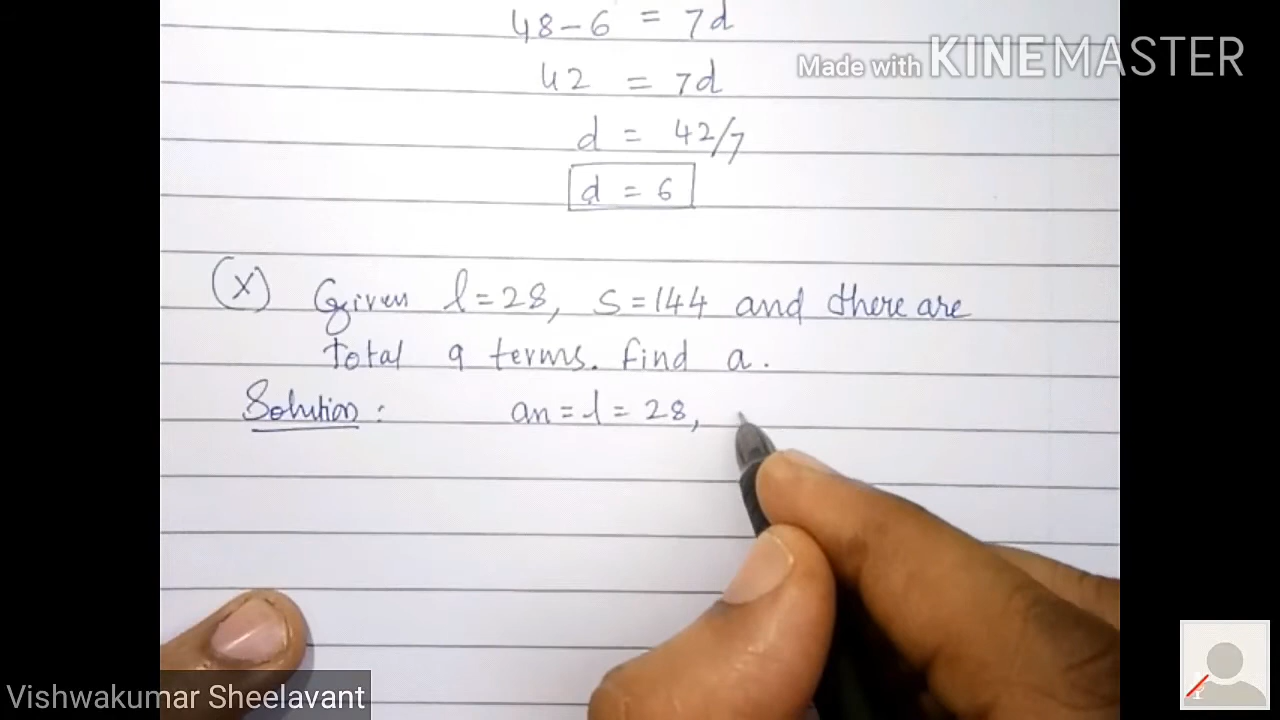 48 - 6 = 7d
Made with KINEMASTER
42 = 7d
d = 42/7
d = 6
(X) Given l = 28, S = 144 and there are
total 9 terms. find a.
Solution: an = l = 28,
Vishwakumar Sheelavant